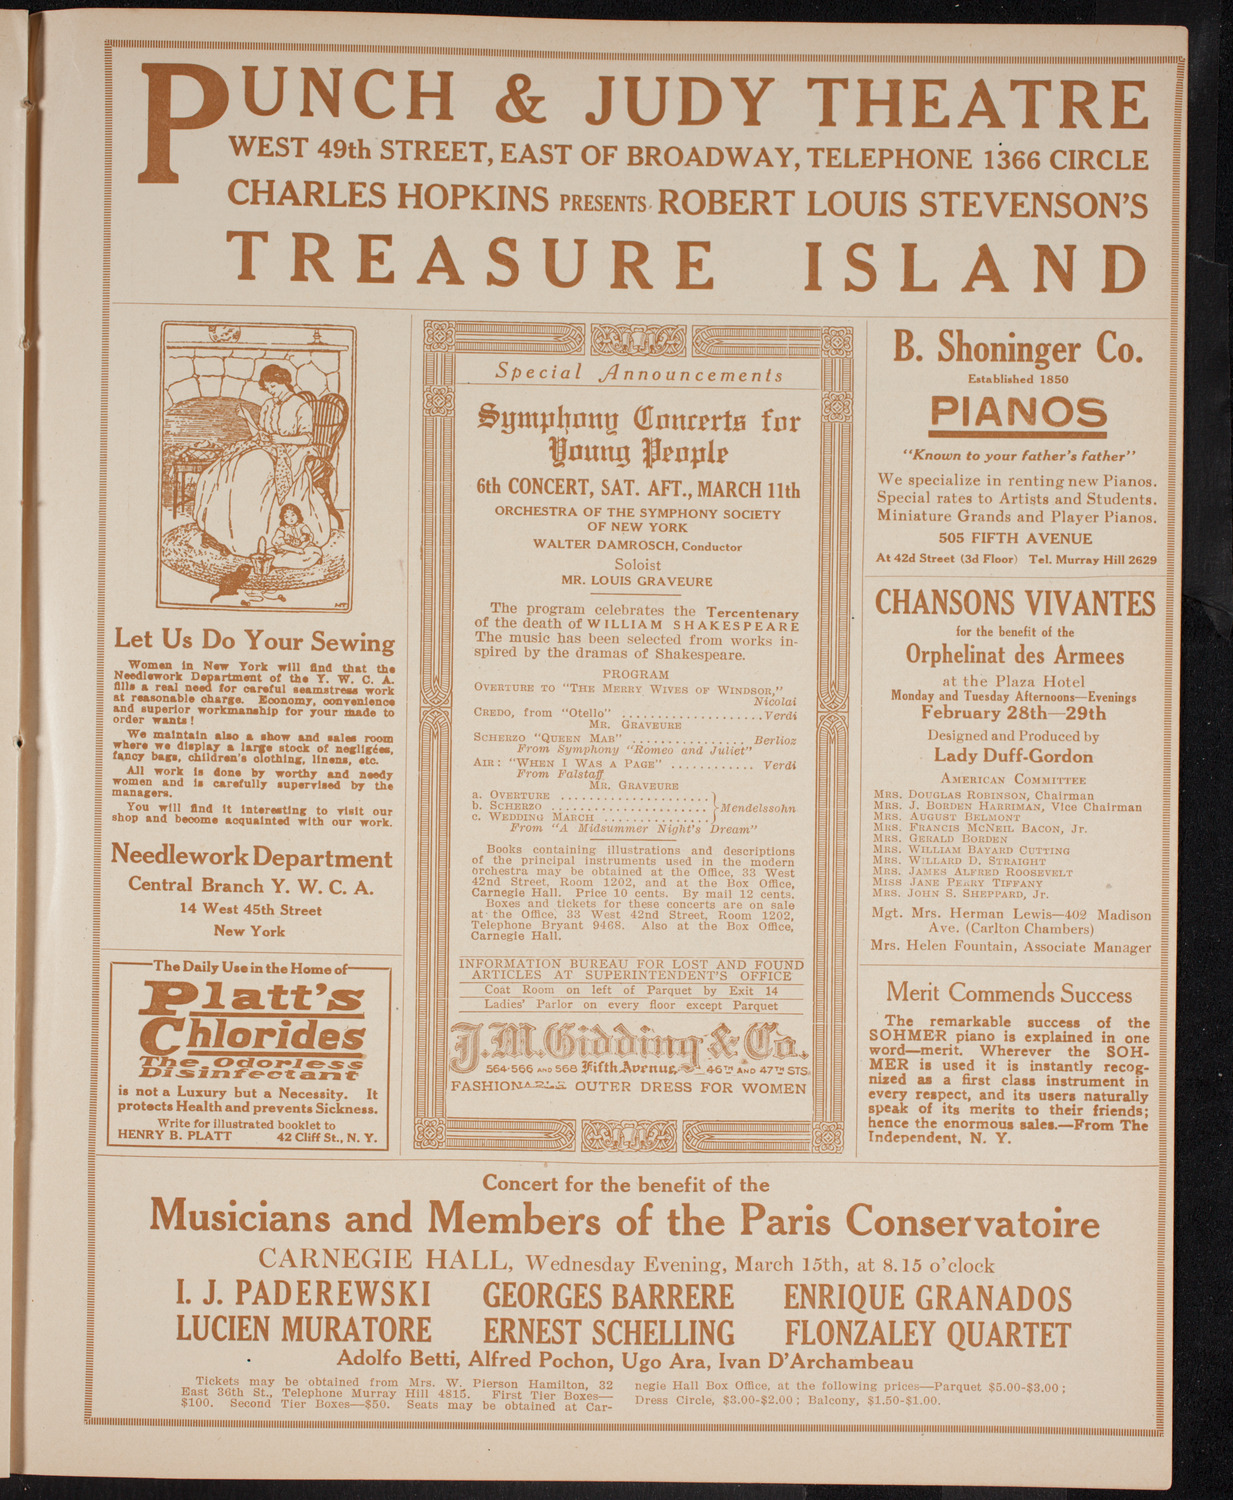 PUNCH & JUDY THEATRE
WEST 49th STREET, EAST OF BROADWAY, TELEPHONE 1366 CIRCLE
CHARLES HOPKINS PRESENTS ROBERT LOUIS STEVENSON'S
TREASURE ISLAND
Let Us Do Your Sewing
Women in New York will find that the
Needlework Department of the Y. W. C. A.
fills a real need for careful seamstress work
at reasonable charge. Economy, convenience
and superior workmanship for your made to
order wants!
We maintain also a show and sales room
where we display a large stock of negligées,
fancy bags, children's clothing, linens, etc.
All work is done by worthy and needy
women and is carefully supervised by the
managers.
You will find it interesting to visit our
shop and become acquainted with our work.
Needlework Department
Central Branch Y. W. C. A.
14 West 45th Street
New York
The Daily Use in the Home of
Platt's
Chlorides
The Odorless
Disinfectant
is not a Luxury but a Necessity. It
protects Health and prevents Sickness.
Write for illustrated booklet to
HENRY B. PLATT 42 Cliff St., N. Y.
Special Announcements
Symphony Concerts for
Young People
6th CONCERT, SAT. AFT., MARCH 11th
ORCHESTRA OF THE SYMPHONY SOCIETY
OF NEW YORK
WALTER DAMROSCH, Conductor
Soloist
MR. LOUIS GRAVEURE
The program celebrates the Tercentenary
of the death of WILLIAM SHAKESPEARE
The music has been selected from works in-
spired by the dramas of Shakespeare.
PROGRAM
OVERTURE TO "THE MERRY WIVES OF WINDSOR,"
Nicolai
CREDO, from "Otello" .................... Verdi
MR. GRAVEURE
SCHERZO "QUEEN MAB" ................ Berlioz
From Symphony "Romeo and Juliet"
AIR: "WHEN I WAS A PAGE" ............ Verdi
From Falstaff
MR. GRAVEURE
a. OVERTURE .....................
b. SCHERZO ...................... Mendelssohn
c. WEDDING MARCH ...............
From "A Midsummer Night's Dream"
Books containing illustrations and descriptions
of the principal instruments used in the modern
orchestra may be obtained at the Office, 33 West
42nd Street, Room 1202, and at the Box Office,
Carnegie Hall. Price 10 cents. By mail 12 cents.
Boxes and tickets for these concerts are on sale
at the Office, 33 West 42nd Street, Room 1202,
Telephone Bryant 9468. Also at the Box Office,
Carnegie Hall.
INFORMATION BUREAU FOR LOST AND FOUND
ARTICLES AT SUPERINTENDENT'S OFFICE
Coat Room on left of Parquet by Exit 14
Ladies' Parlor on every floor except Parquet
J. M. Gidding & Co.
564-566 AND 568 Fifth Avenue, 46TH AND 47TH STS.
FASHIONABLE OUTER DRESS FOR WOMEN
B. Shoninger Co.
Established 1850
PIANOS
"Known to your father's father"
We specialize in renting new Pianos.
Special rates to Artists and Students.
Miniature Grands and Player Pianos.
505 FIFTH AVENUE
At 42d Street (3d Floor) Tel. Murray Hill 2629
CHANSONS VIVANTES
for the benefit of the
Orphelinat des Armees
at the Plaza Hotel
Monday and Tuesday Afternoons—Evenings
February 28th—29th
Designed and Produced by
Lady Duff-Gordon
AMERICAN COMMITTEE
MRS. DOUGLAS ROBINSON, Chairman
MRS. J. BORDEN HARRIMAN, Vice Chairman
MRS. AUGUST BELMONT
MRS. FRANCIS MCNEIL BACON, JR.
MRS. GERALD BORDEN
MRS. WILLIAM BAYARD CUTTING
MRS. WILLARD D. STRAIGHT
MRS. JAMES ALFRED ROOSEVELT
MISS JANE PEARY TIFFANY
MRS. JOHN S. SHEPPARD, JR.
Mgt. Mrs. Herman Lewis—402 Madison
Ave. (Carlton Chambers)
Mrs. Helen Fountain, Associate Manager
Merit Commends Success
The remarkable success of the
SOHMER piano is explained in one
word—merit. Wherever the SOH-
MER is used it is instantly recog-
nized as a first class instrument in
every respect, and its users naturally
speak of its merits to their friends;
hence the enormous sales.—From The
Independent, N. Y.
Concert for the benefit of the
Musicians and Members of the Paris Conservatoire
CARNEGIE HALL, Wednesday Evening, March 15th, at 8.15 o'clock
I. J. PADEREWSKI GEORGES BARRERE ENRIQUE GRANADOS
LUCIEN MURATORE ERNEST SCHELLING FLONZALEY QUARTET
Adolfo Betti, Alfred Pochon, Ugo Ara, Ivan D'Archambeau
Tickets may be obtained from Mrs. W. Pierson Hamilton, 32
East 36th St., Telephone Murray Hill 4815. First Tier Boxes—
$100. Second Tier Boxes—$50. Seats may be obtained at Car-
negie Hall Box Office, at the following prices—Parquet $5.00-$3.00;
Dress Circle, $3.00-$2.00; Balcony, $1.50-$1.00.